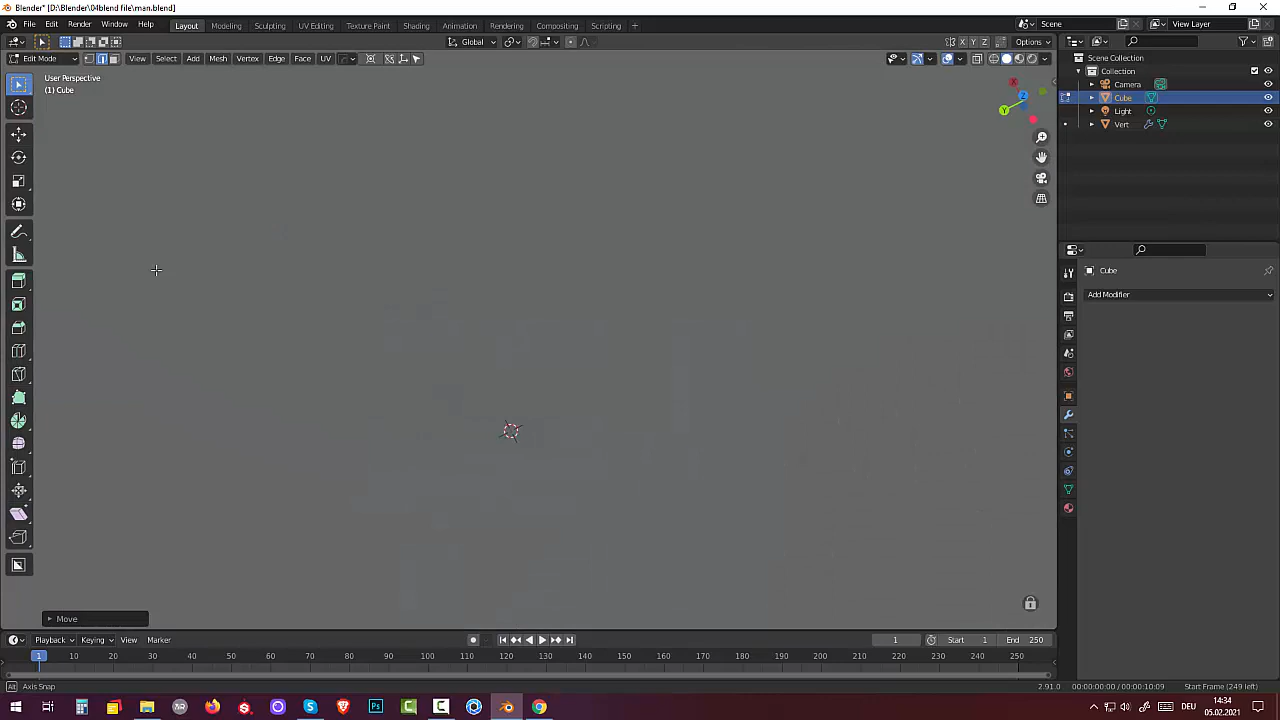 Blender* [D:\Blender\04blend file\man.blend]
File Edit Render Window Help Layout Modeling Sculpting UV Editing Texture Paint Shading Animation Rendering Compositing Scripting + Scene View Layer
Global Options
Edit Mode View Select Add Mesh Vertex Edge Face UV
X Y Z
User Perspective
(1) Cube
Scene Collection
Collection
Camera
Cube
Light
Vert
Z
Y
Cube
Add Modifier
Move
Playback Keying View Marker 1 Start 1 End 250
1 10 20 30 40 50 60 70 80 90 100 110 120 130 140 150 160 170 180 190 200 210 220 230 240 250
Axis Snap 2.91.0 00:00:00:00 / 00:00:10:09 Start Frame (249 left)
Ps DEU 14:34
05.02.2021